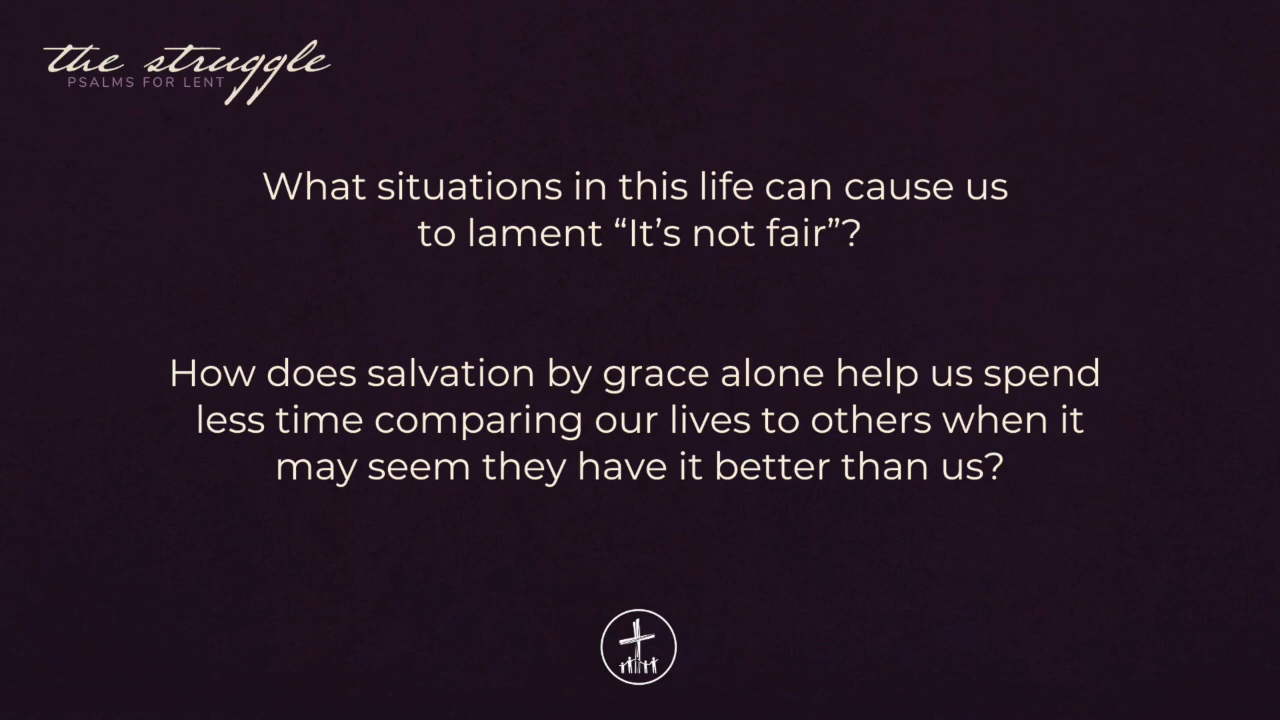 the struggle
PSALMS FOR LENT
What situations in this life can cause us
to lament “It’s not fair”?
How does salvation by grace alone help us spend
less time comparing our lives to others when it
may seem they have it better than us?